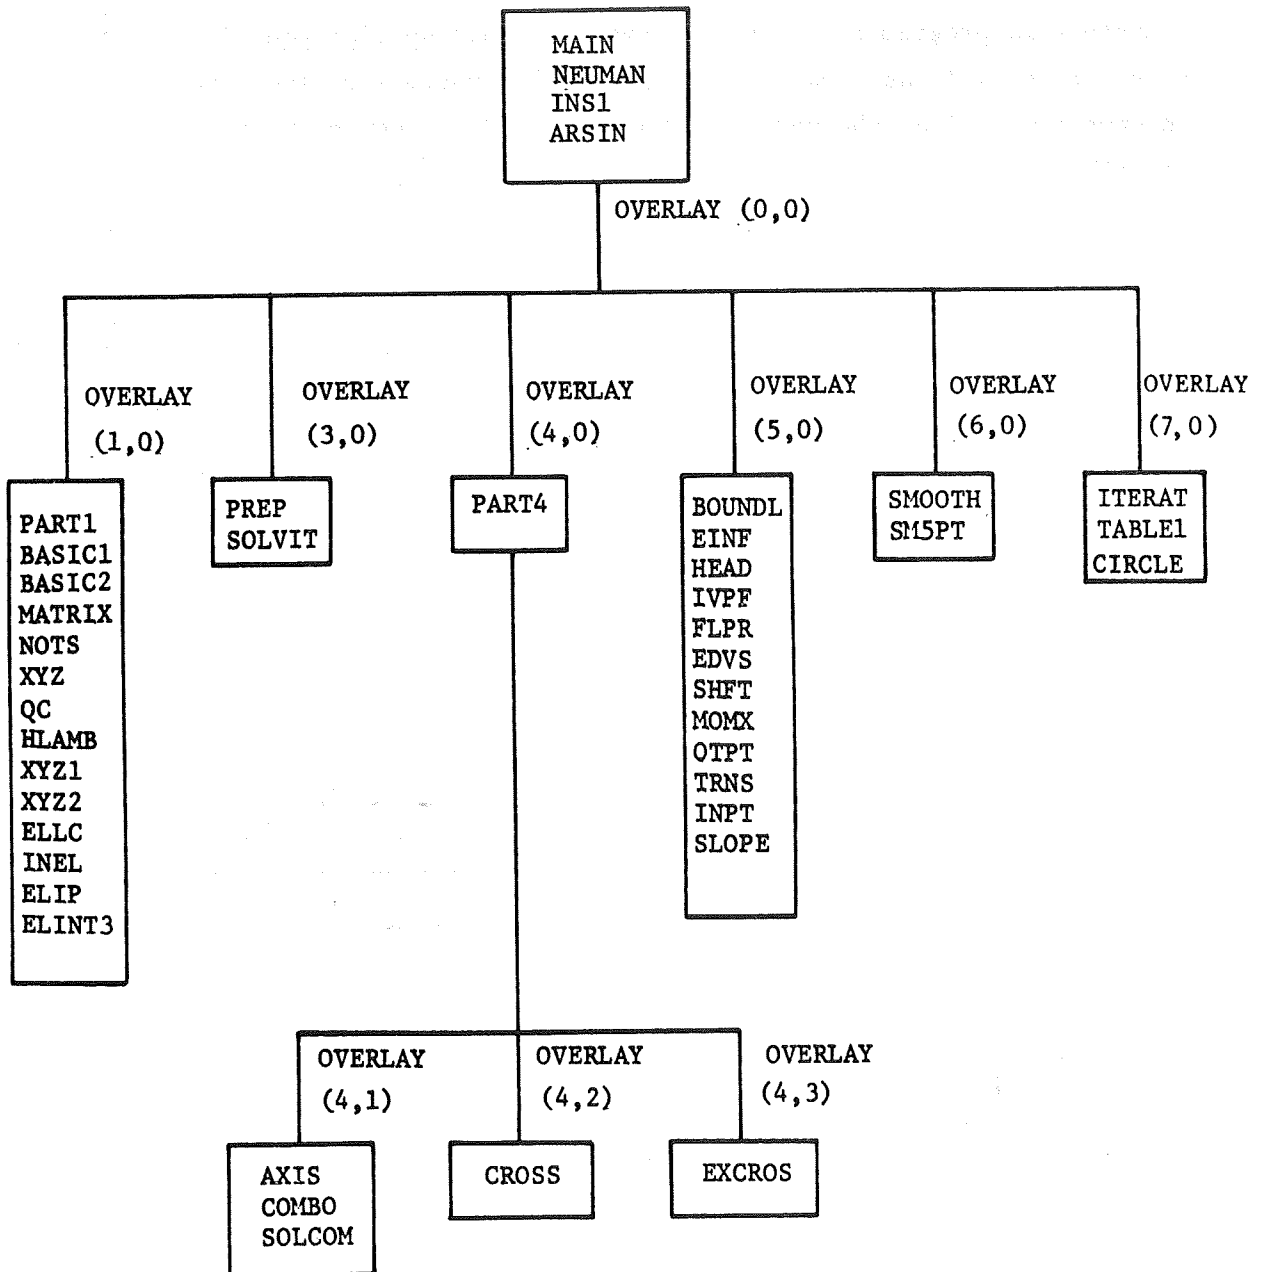 MAIN
NEUMAN
INS1
ARSIN
OVERLAY (0,0)
OVERLAY
(1,0)
OVERLAY
(3,0)
OVERLAY
(4,0)
OVERLAY
(5,0)
OVERLAY
(6,0)
OVERLAY
(7,0)
PART1
BASIC1
BASIC2
MATRIX
NOTS
XYZ
QC
HLAMB
XYZ1
XYZ2
ELLC
INEL
ELIP
ELINT3
PREP
SOLVIT
PART4
BOUNDL
EINF
HEAD
IVPF
FLPR
EDVS
SHFT
MOMX
OTPT
TRNS
INPT
SLOPE
SMOOTH
SM5PT
ITERAT
TABLE1
CIRCLE
OVERLAY
(4,1)
OVERLAY
(4,2)
OVERLAY
(4,3)
AXIS
COMBO
SOLCOM
CROSS
EXCROS